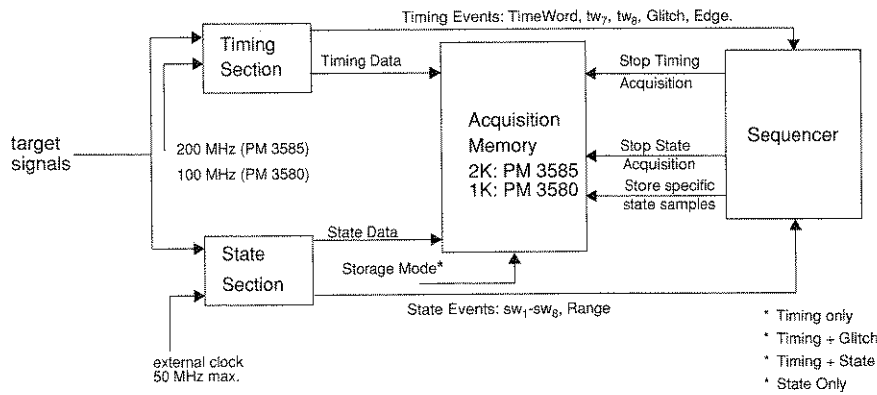 Timing Events: TimeWord, tw₇, tw₈, Glitch, Edge.
Timing
Section
Timing Data
Stop Timing
Acquisition
target
signals
200 MHz (PM 3585)
100 MHz (PM 3580)
Acquisition
Memory
2K: PM 3585
1K: PM 3580
Sequencer
Stop State
Acquisition
Store specific
state samples
State Data
State
Section
Storage Mode*
State Events: sw₁-sw₈, Range
external clock
50 MHz max.
* Timing only
* Timing + Glitch
* Timing + State
* State Only